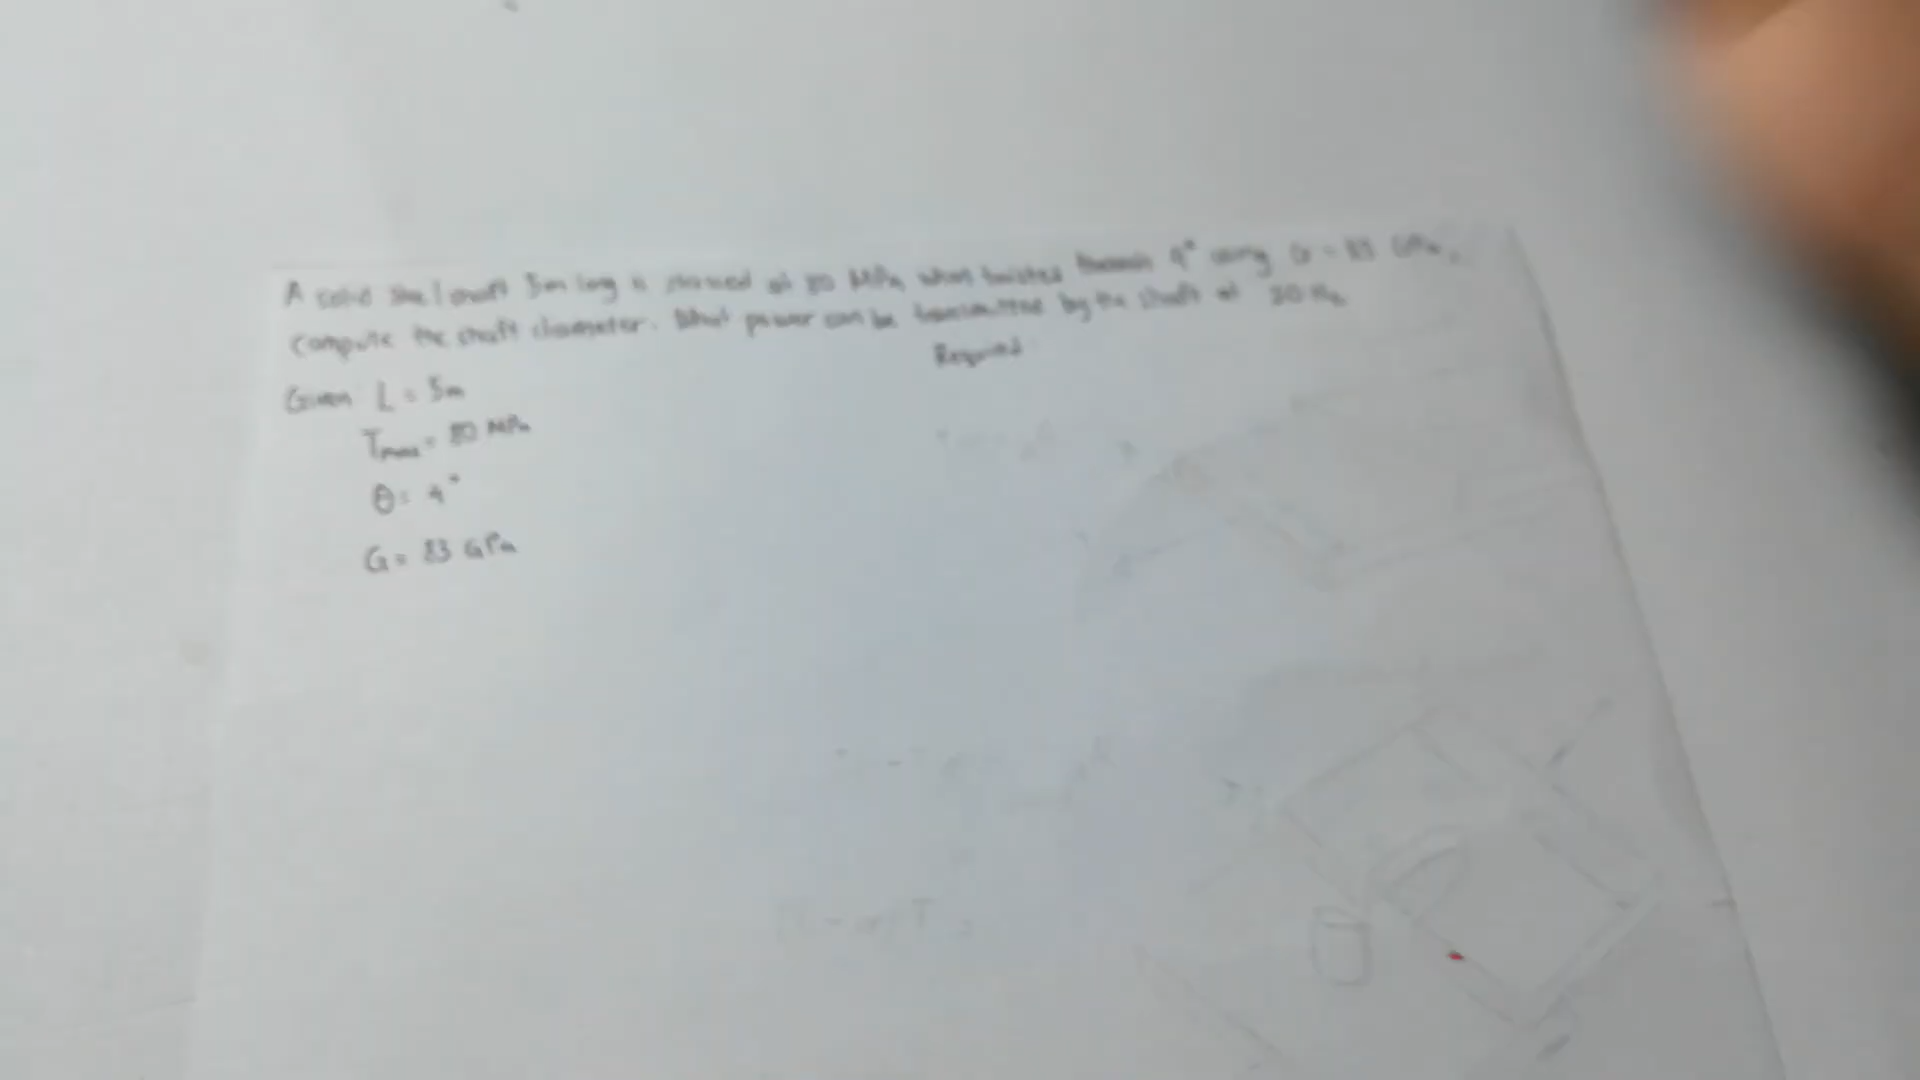 A solid steel shaft 5m long is stressed at 80 MPa when twisted through 4° using G = 83 GPa,
compute the shaft diameter. What power can be transmitted by the shaft at 20 Hz
Required
Given L = 5m
Tmax = 80 MPa
θ = 4°
G = 83 GPa